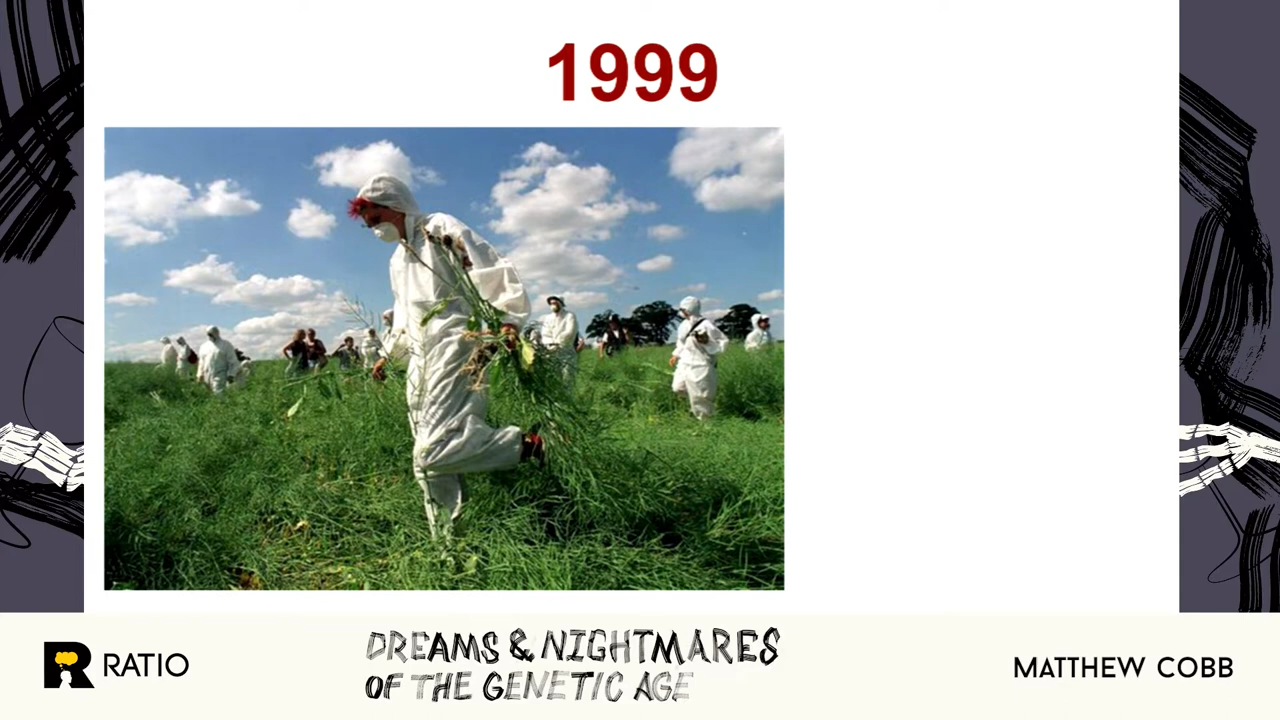 1999
RATIO
DREAMS & NIGHTMARES
OF THE GENETIC AGE
MATTHEW COBB